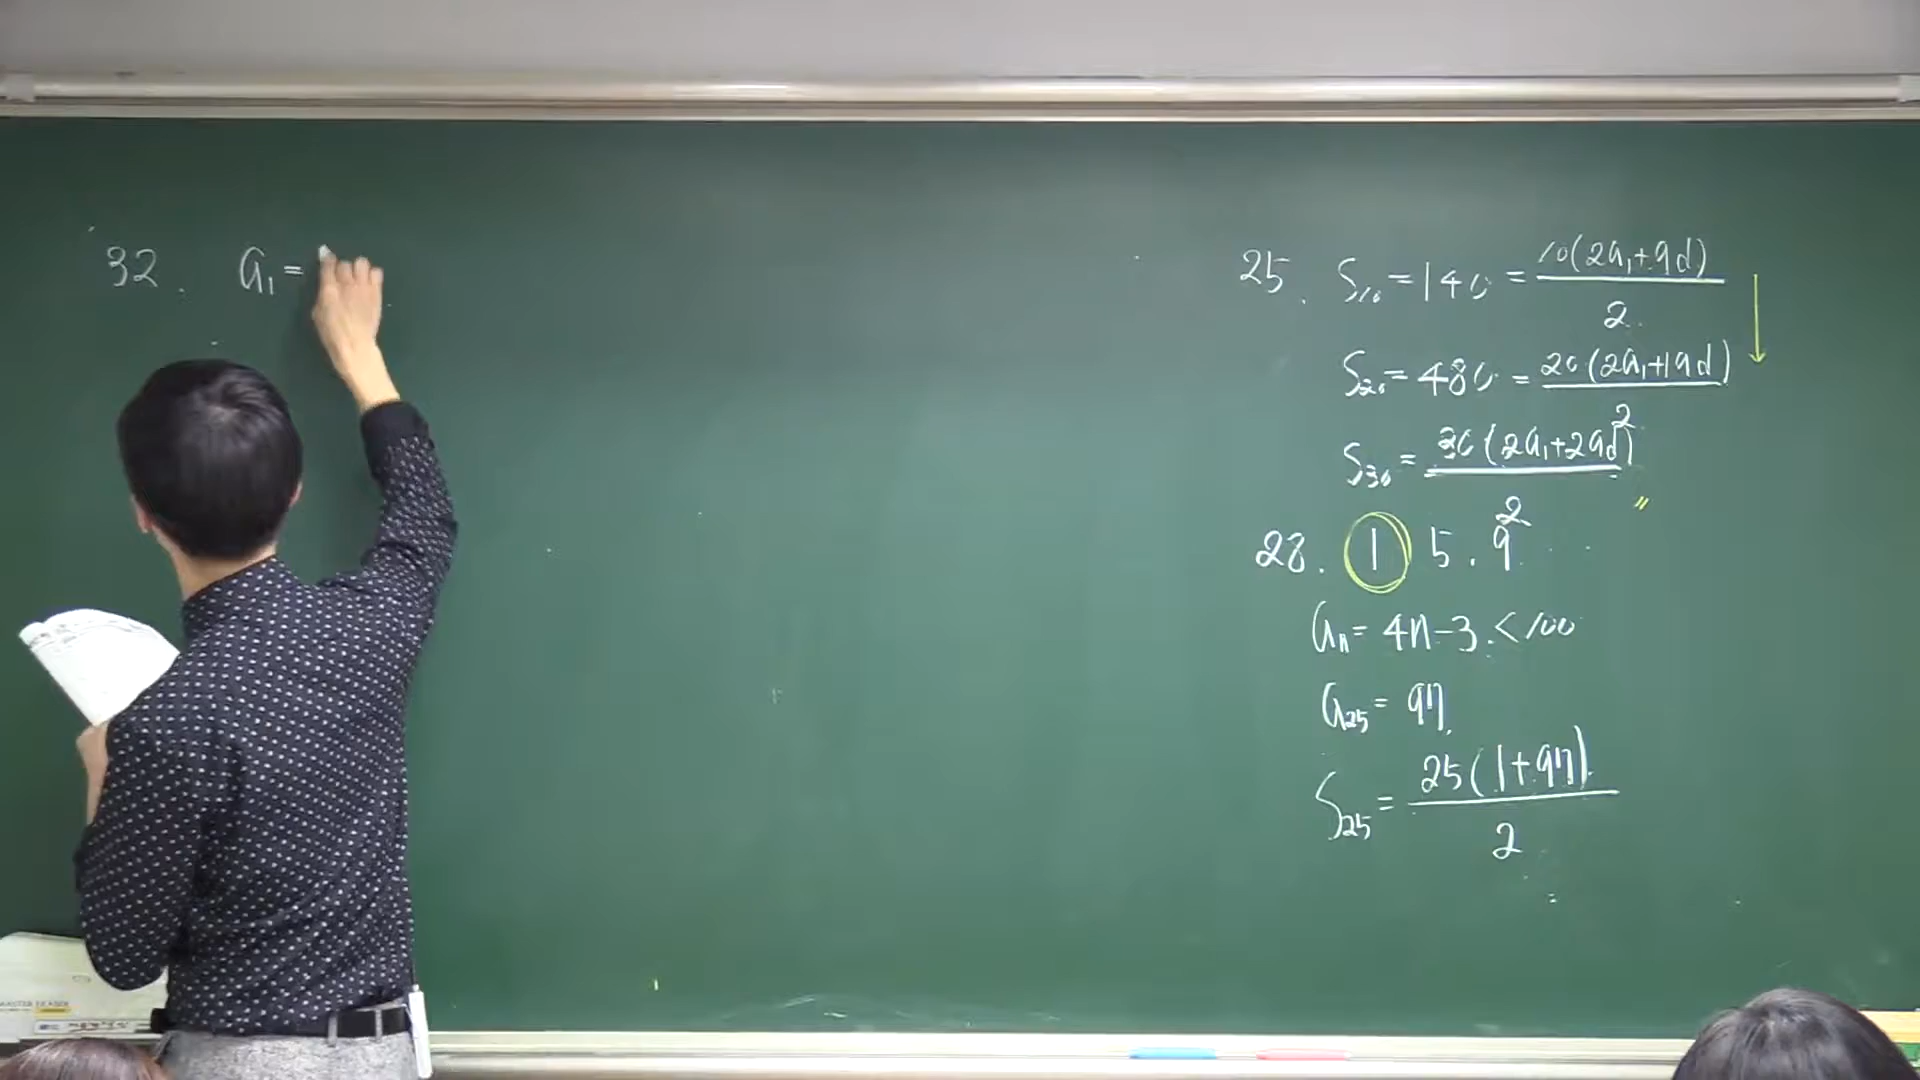 32. a₁=
25. S₁₀=140=10(2a₁+9d)/2
S₂₀=480=20(2a₁+19d)/2
S₃₀=30(2a₁+29d)/2
28. 1 5. 9
aₙ=4n-3.<100
a₂₅=97
S₂₅=25(1+97)/2